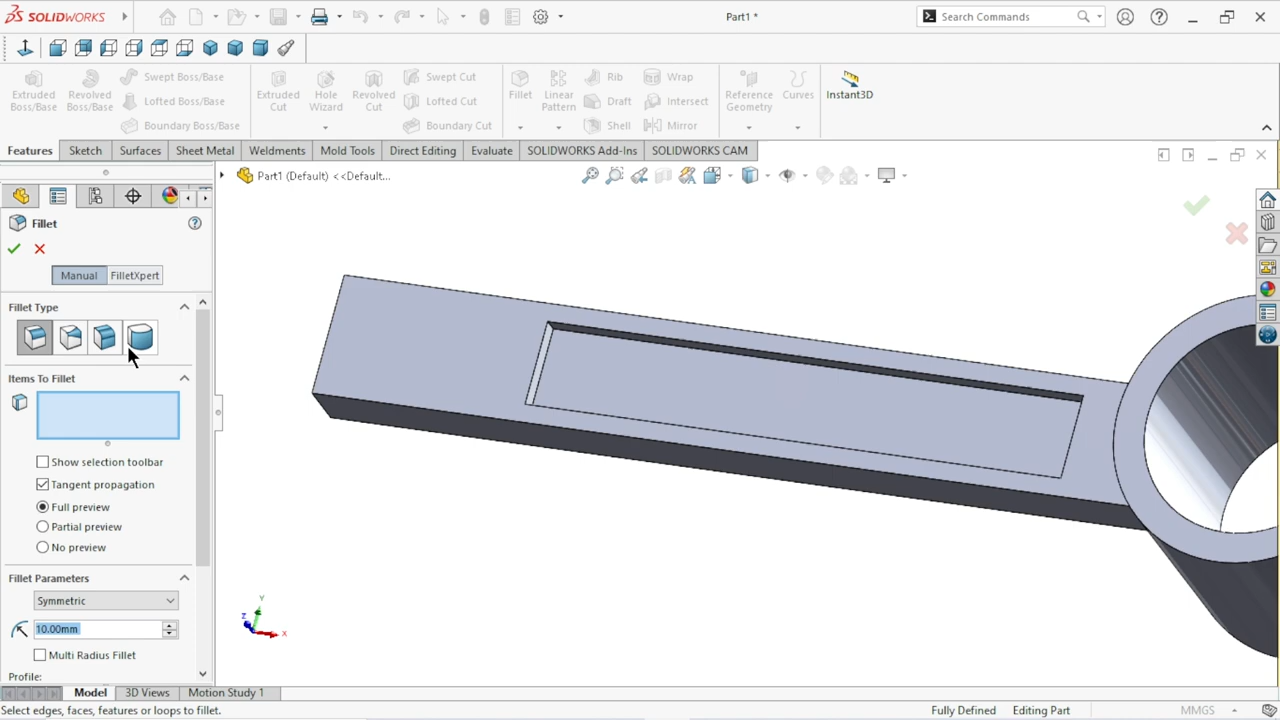 SOLIDWORKS
Part1 *
Search Commands
Extruded Boss/Base
Revolved Boss/Base
Swept Boss/Base
Lofted Boss/Base
Boundary Boss/Base
Extruded Cut
Hole Wizard
Revolved Cut
Swept Cut
Lofted Cut
Boundary Cut
Fillet
Linear Pattern
Rib
Draft
Shell
Wrap
Intersect
Mirror
Reference Geometry
Curves
Instant3D
Features
Sketch
Surfaces
Sheet Metal
Weldments
Mold Tools
Direct Editing
Evaluate
SOLIDWORKS Add-Ins
SOLIDWORKS CAM
Part1 (Default) <<Default...
Fillet
Manual
FilletXpert
Fillet Type
Items To Fillet
Show selection toolbar
Tangent propagation
Full preview
Partial preview
No preview
Fillet Parameters
Symmetric
10.00mm
Multi Radius Fillet
Profile:
Y
Z
X
Model
3D Views
Motion Study 1
Select edges, faces, features or loops to fillet.
Fully Defined
Editing Part
MMGS